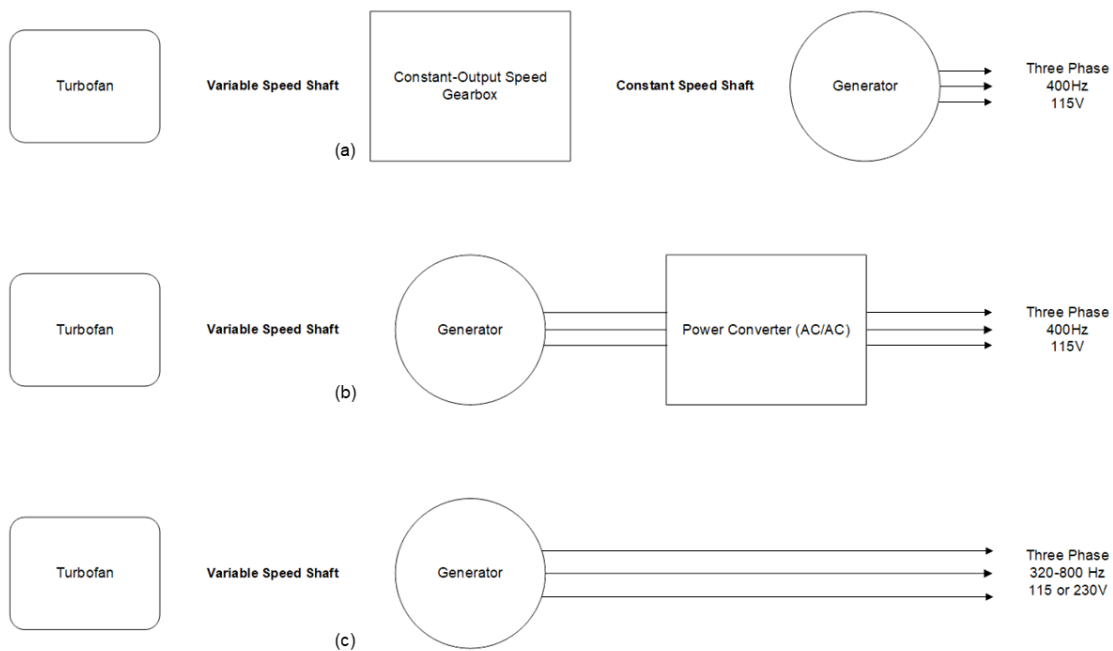 Turbofan
Variable Speed Shaft
Constant-Output Speed
Gearbox
Constant Speed Shaft
Generator
Three Phase
400Hz
115V
(a)
Turbofan
Variable Speed Shaft
Generator
Power Converter (AC/AC)
Three Phase
400Hz
115V
(b)
Turbofan
Variable Speed Shaft
Generator
Three Phase
320-800 Hz
115 or 230V
(c)